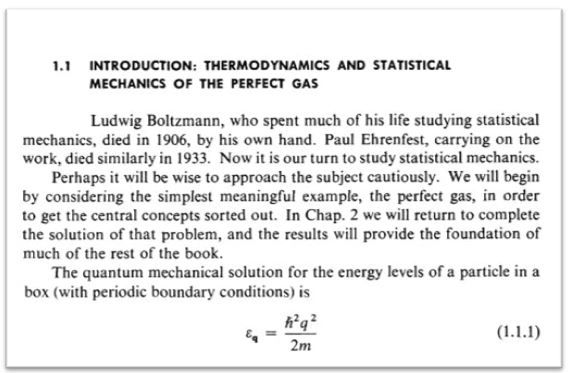 1.1 INTRODUCTION: THERMODYNAMICS AND STATISTICAL
MECHANICS OF THE PERFECT GAS
Ludwig Boltzmann, who spent much of his life studying statistical
mechanics, died in 1906, by his own hand. Paul Ehrenfest, carrying on the
work, died similarly in 1933. Now it is our turn to study statistical mechanics.
Perhaps it will be wise to approach the subject cautiously. We will begin
by considering the simplest meaningful example, the perfect gas, in order
to get the central concepts sorted out. In Chap. 2 we will return to complete
the solution of that problem, and the results will provide the foundation of
much of the rest of the book.
The quantum mechanical solution for the energy levels of a particle in a
box (with periodic boundary conditions) is
ε_q = ħ²q² / 2m (1.1.1)